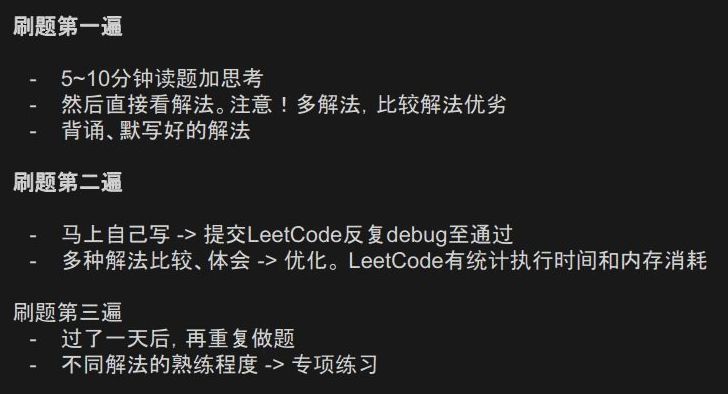 刷题第一遍
- 5~10分钟读题加思考
- 然后直接看解法。注意！多解法，比较解法优劣
- 背诵、默写好的解法
刷题第二遍
- 马上自己写 -> 提交LeetCode反复debug至通过
- 多种解法比较、体会 -> 优化。LeetCode有统计执行时间和内存消耗
刷题第三遍
- 过了一天后，再重复做题
- 不同解法的熟练程度 -> 专项练习